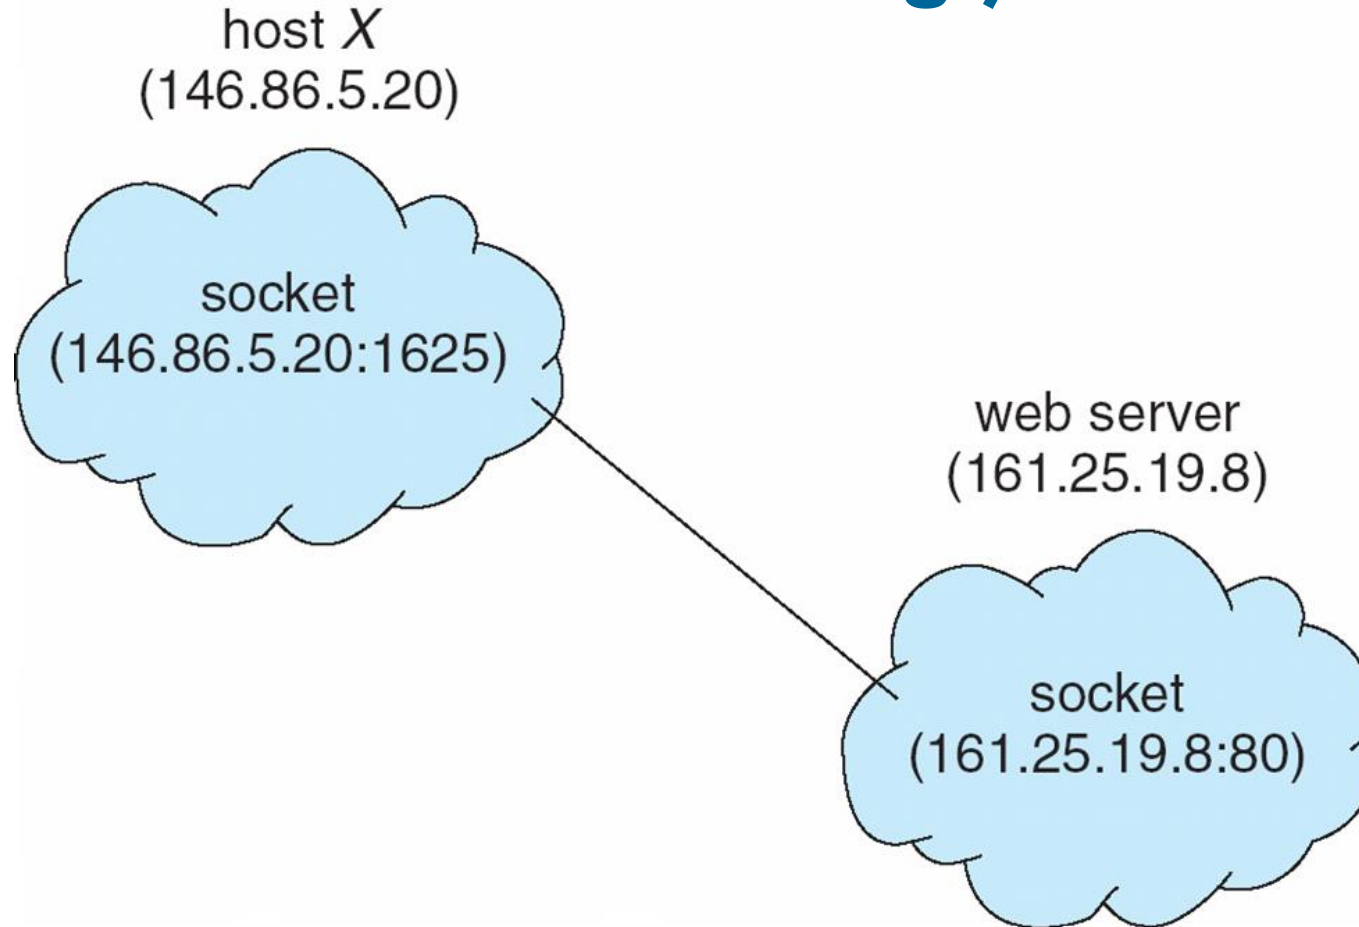 host X
(146.86.5.20)
socket
(146.86.5.20:1625)
web server
(161.25.19.8)
socket
(161.25.19.8:80)